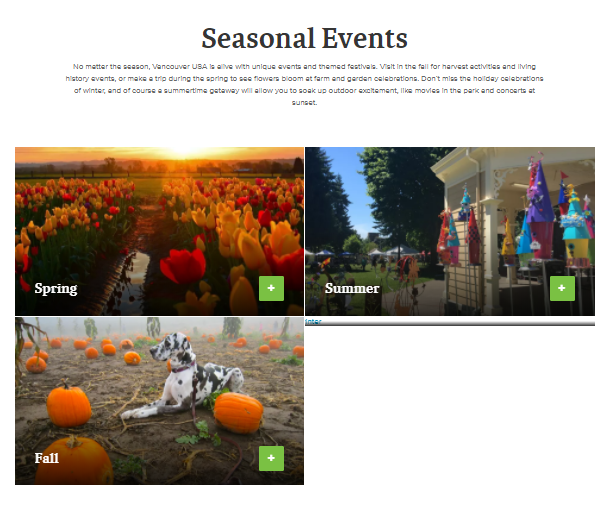 Seasonal Events
No matter the season, Vancouver USA is alive with unique events and themed festivals. Visit in the fall for harvest activities and living
history events, or make a trip during the spring to see flowers bloom at farm and garden celebrations. Don't miss the holiday celebrations
of winter, and of course a summertime getaway will allow you to soak up outdoor excitement, like movies in the park and concerts at
sunset.
Spring
+
Summer
+
inter
Fall
+